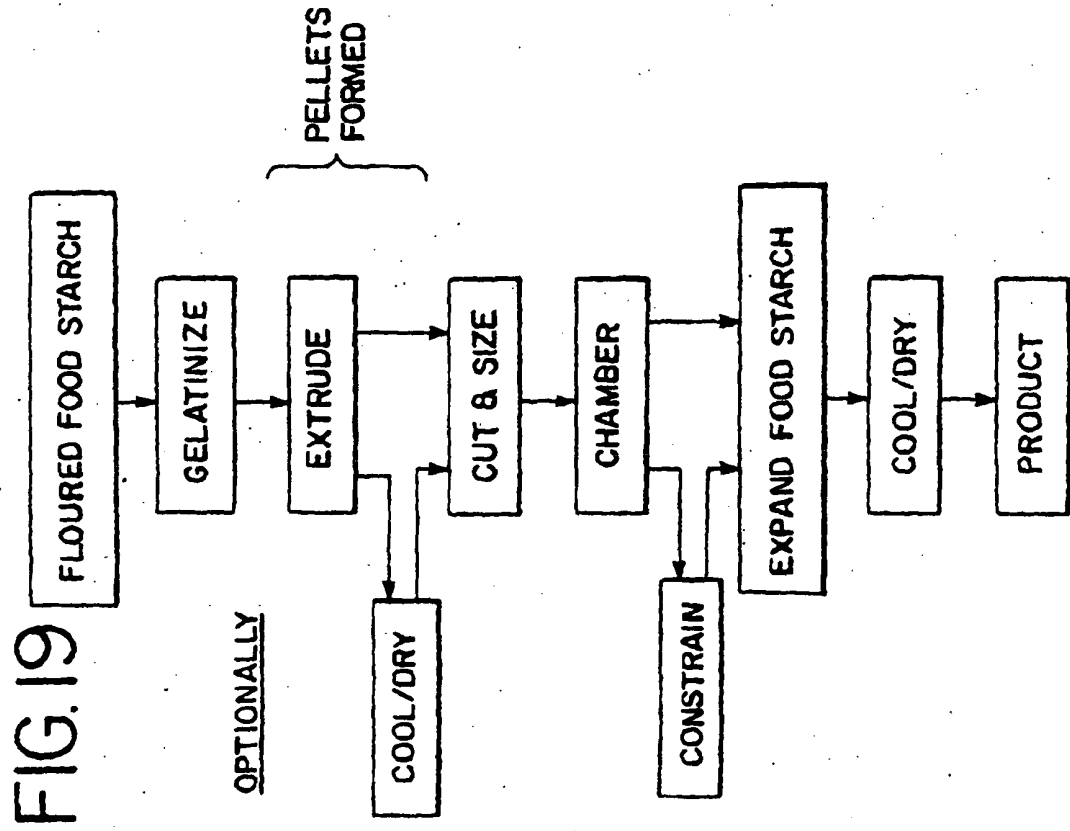 FIG. 19
FLOURED FOOD STARCH
GELATINIZE
OPTIONALLY
EXTRUDE
PELLETS
FORMED
COOL/DRY
CUT & SIZE
CHAMBER
CONSTRAIN
EXPAND FOOD STARCH
COOL/DRY
PRODUCT